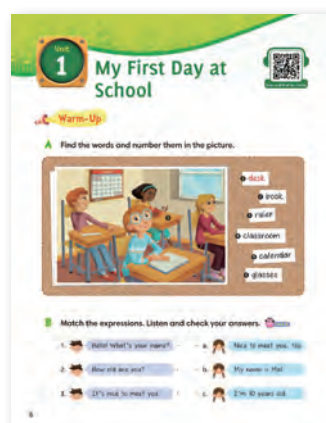 Unit
1
My First Day at
School
Warm-Up
A Find the words and number them in the picture.
desk
book
ruler
classroom
calendar
glasses
B Match the expressions. Listen and check your answers.
1. Hello! What's your name?
a. Nice to meet you, too.
2. How old are you?
b. My name is
3. It's nice to meet you.
c. I'm 10 years old.
6